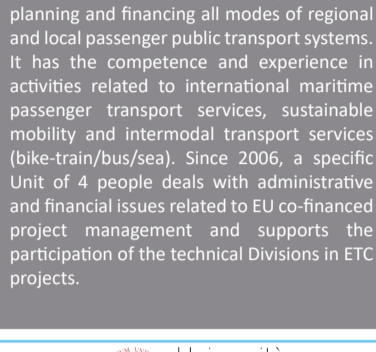 planning and financing all modes of regional
and local passenger public transport systems.
It has the competence and experience in
activities related to international maritime
passenger transport services, sustainable
mobility and intermodal transport services
(bike-train/bus/sea). Since 2006, a specific
Unit of 4 people deals with administrative
and financial issues related to EU co-financed
project management and supports the
participation of the technical Divisions in ETC
projects.